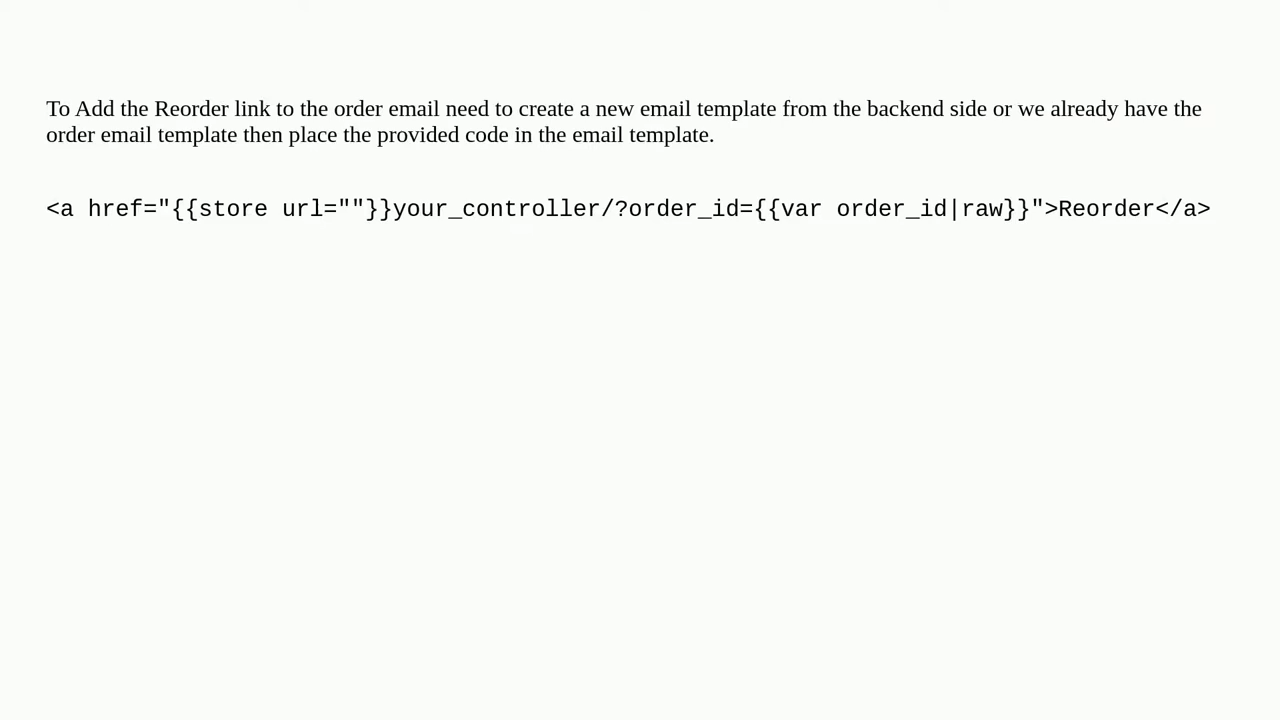 To Add the Reorder link to the order email need to create a new email template from the backend side or we already have the
order email template then place the provided code in the email template.
<a href="{{store url=""}}your_controller/?order_id={{var order_id|raw}}">Reorder</a>